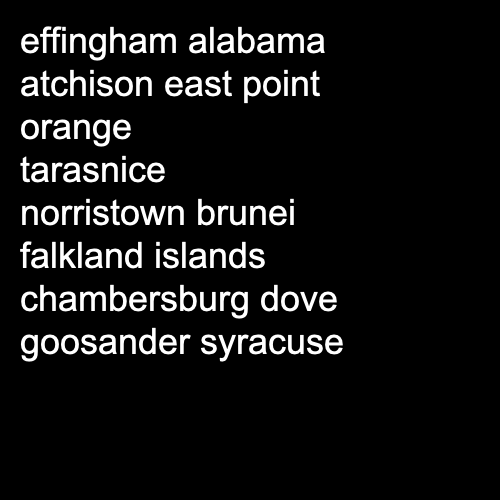 effingham alabama
atchison east point
orange
tarasnice
norristown brunei
falkland islands
chambersburg dove
goosander syracuse